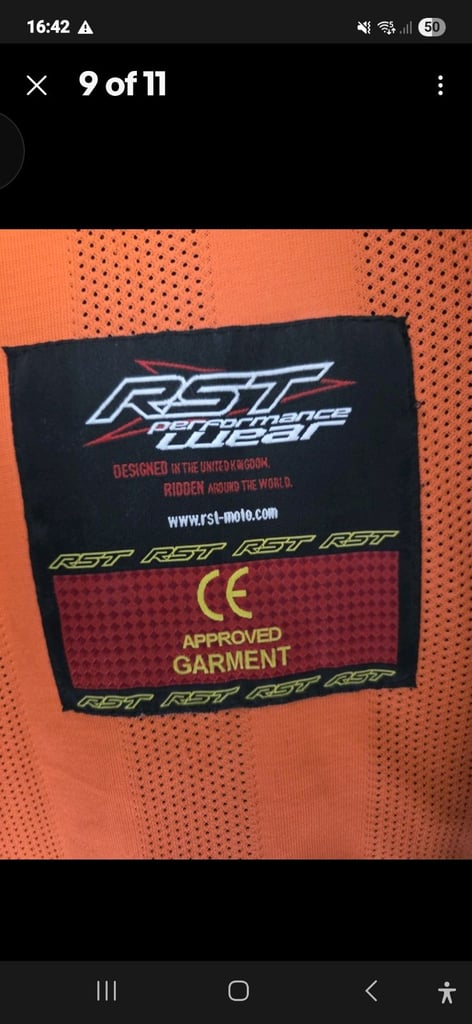 16:42
50
9 of 11
RST
performance
wear
DESIGNED IN THE UNITED KINGDOM.
RIDDEN AROUND THE WORLD.
www.rst-moto.com
RST RST RST RST
CE
APPROVED
GARMENT
RST RST RST RST